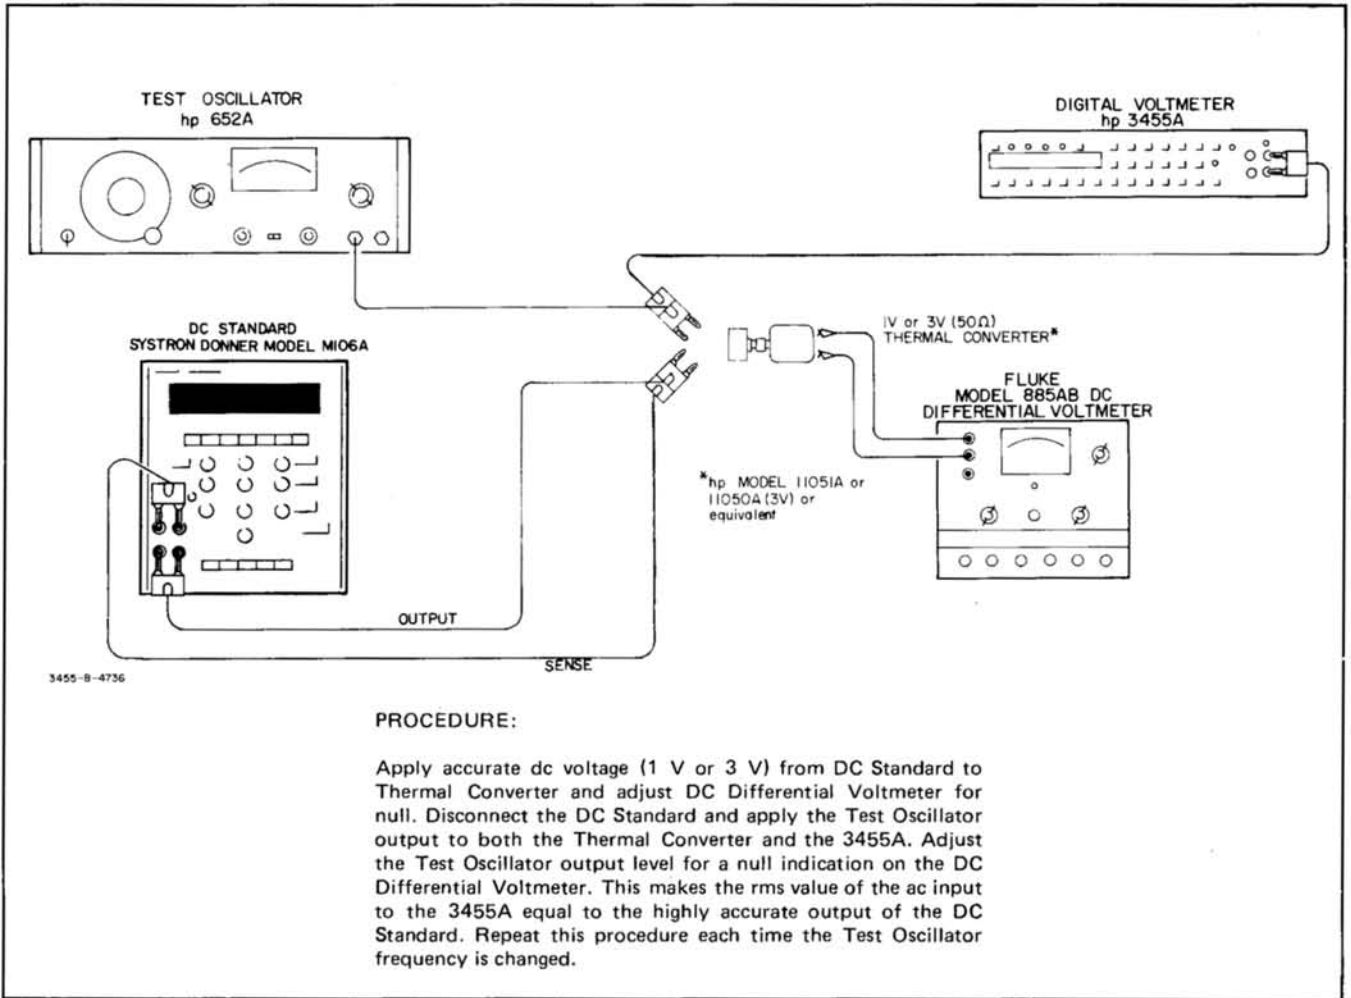 TEST OSCILLATOR
hp 652A
DIGITAL VOLTMETER
hp 3455A
DC STANDARD
SYSTRON DONNER MODEL M106A
1V or 3V (50Ω)
THERMAL CONVERTER*
FLUKE
MODEL 885AB DC
DIFFERENTIAL VOLTMETER
*hp MODEL 11051A or
11050A (3V) or
equivalent
OUTPUT
SENSE
3455-B-4736
PROCEDURE:
Apply accurate dc voltage (1 V or 3 V) from DC Standard to
Thermal Converter and adjust DC Differential Voltmeter for
null. Disconnect the DC Standard and apply the Test Oscillator
output to both the Thermal Converter and the 3455A. Adjust
the Test Oscillator output level for a null indication on the DC
Differential Voltmeter. This makes the rms value of the ac input
to the 3455A equal to the highly accurate output of the DC
Standard. Repeat this procedure each time the Test Oscillator
frequency is changed.